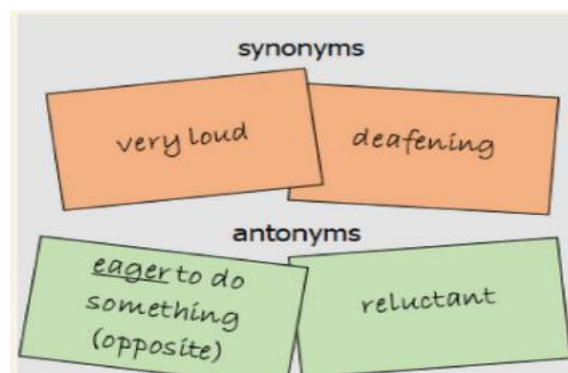 synonyms
very loud
deafening
antonyms
eager to do
something
(opposite)
reluctant